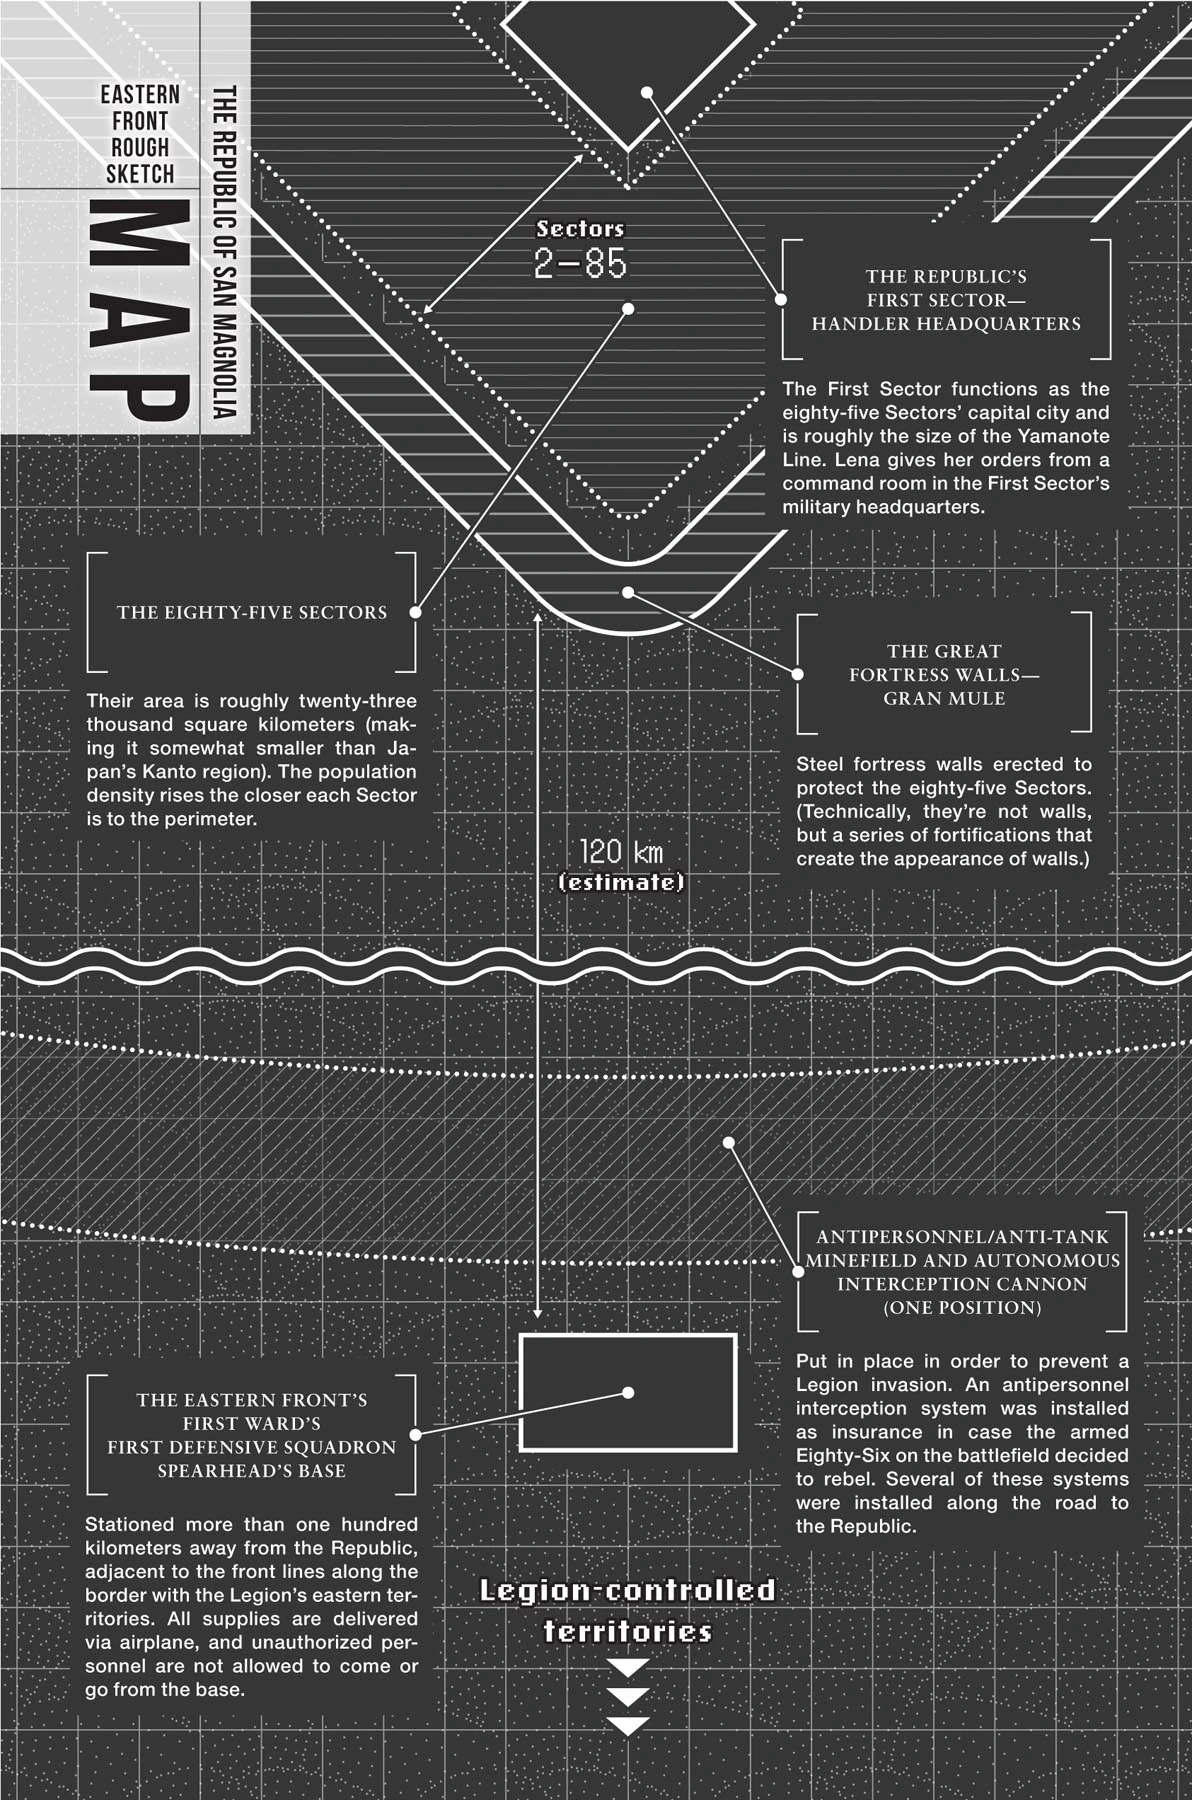 THE REPUBLIC OF SAN MAGNOLIA
EASTERN
FRONT
ROUGH
SKETCH
MAP
Sectors
2–85
THE REPUBLIC'S
FIRST SECTOR—
HANDLER HEADQUARTERS
The First Sector functions as the
eighty-five Sectors' capital city and
is roughly the size of the Yamanote
Line. Lena gives her orders from a
command room in the First Sector's
military headquarters.
THE EIGHTY-FIVE SECTORS
Their area is roughly twenty-three
thousand square kilometers (mak-
ing it somewhat smaller than Ja-
pan's Kanto region). The population
density rises the closer each Sector
is to the perimeter.
THE GREAT
FORTRESS WALLS—
GRAN MULE
Steel fortress walls erected to
protect the eighty-five Sectors.
(Technically, they're not walls,
but a series of fortifications that
create the appearance of walls.)
120 km
(estimate)
ANTIPERSONNEL/ANTI-TANK
MINEFIELD AND AUTONOMOUS
INTERCEPTION CANNON
(ONE POSITION)
Put in place in order to prevent a
Legion invasion. An antipersonnel
interception system was installed
as insurance in case the armed
Eighty-Six on the battlefield decided
to rebel. Several of these systems
were installed along the road to
the Republic.
THE EASTERN FRONT'S
FIRST WARD'S
FIRST DEFENSIVE SQUADRON
SPEARHEAD'S BASE
Stationed more than one hundred
kilometers away from the Republic,
adjacent to the front lines along the
border with the Legion's eastern ter-
ritories. All supplies are delivered
via airplane, and unauthorized per-
sonnel are not allowed to come or
go from the base.
Legion-controlled
territories